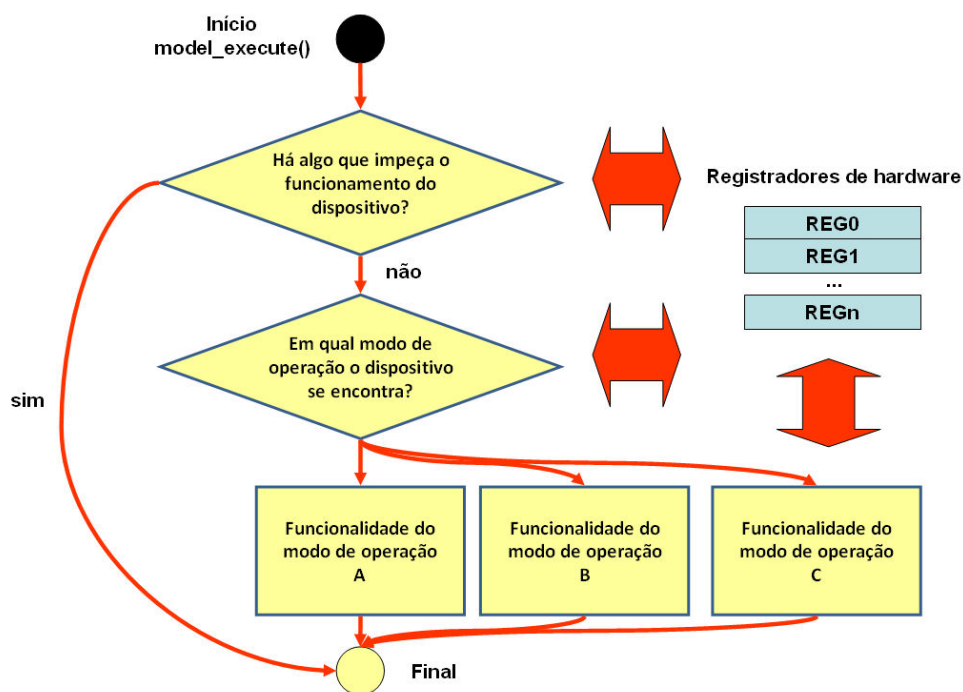 Início
model_execute()
Há algo que impeça o
funcionamento do
dispositivo?
Registradores de hardware
REG0
REG1
...
REGn
não
Em qual modo de
operação o dispositivo
se encontra?
sim
Funcionalidade do
modo de operação
A
Funcionalidade do
modo de operação
B
Funcionalidade do
modo de operação
C
Final